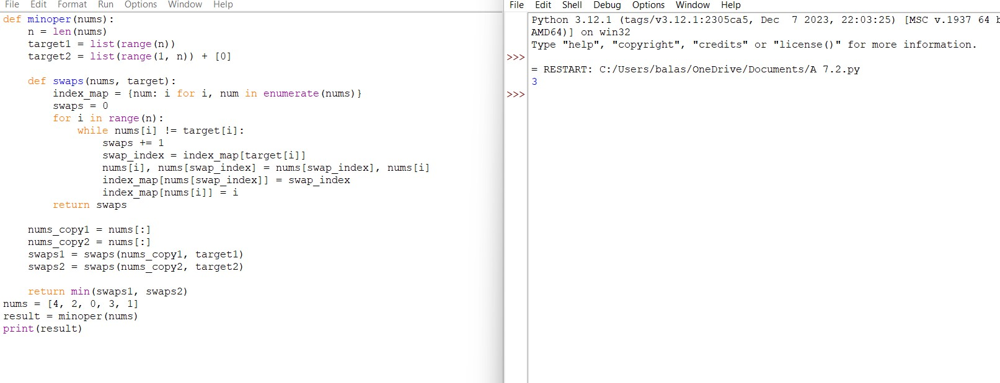 File Edit Format Run Options Window Help
def minoper(nums):
    n = len(nums)
    target1 = list(range(n))
    target2 = list(range(1, n)) + [0]
    def swaps(nums, target):
        index_map = {num: i for i, num in enumerate(nums)}
        swaps = 0
        for i in range(n):
            while nums[i] != target[i]:
                swaps += 1
                swap_index = index_map[target[i]]
                nums[i], nums[swap_index] = nums[swap_index], nums[i]
                index_map[nums[swap_index]] = swap_index
                index_map[nums[i]] = i
        return swaps
    nums_copy1 = nums[:]
    nums_copy2 = nums[:]
    swaps1 = swaps(nums_copy1, target1)
    swaps2 = swaps(nums_copy2, target2)
    return min(swaps1, swaps2)
nums = [4, 2, 0, 3, 1]
result = minoper(nums)
print(result)
File Edit Shell Debug Options Window Help
Python 3.12.1 (tags/v3.12.1:2305ca5, Dec  7 2023, 22:03:25) [MSC v.1937 64 b
AMD64)] on win32
Type "help", "copyright", "credits" or "license()" for more information.
>>>
= RESTART: C:/Users/balas/OneDrive/Documents/A 7.2.py
3
>>>